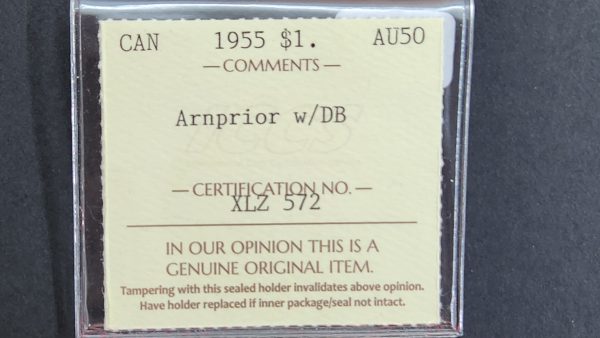 CAN 1955 $1. AU50
— COMMENTS —
Arnprior w/DB
— CERTIFICATION NO. —
XLZ 572
IN OUR OPINION THIS IS A
GENUINE ORIGINAL ITEM.
Tampering with this sealed holder invalidates above opinion.
Have holder replaced if inner package/seal not intact.